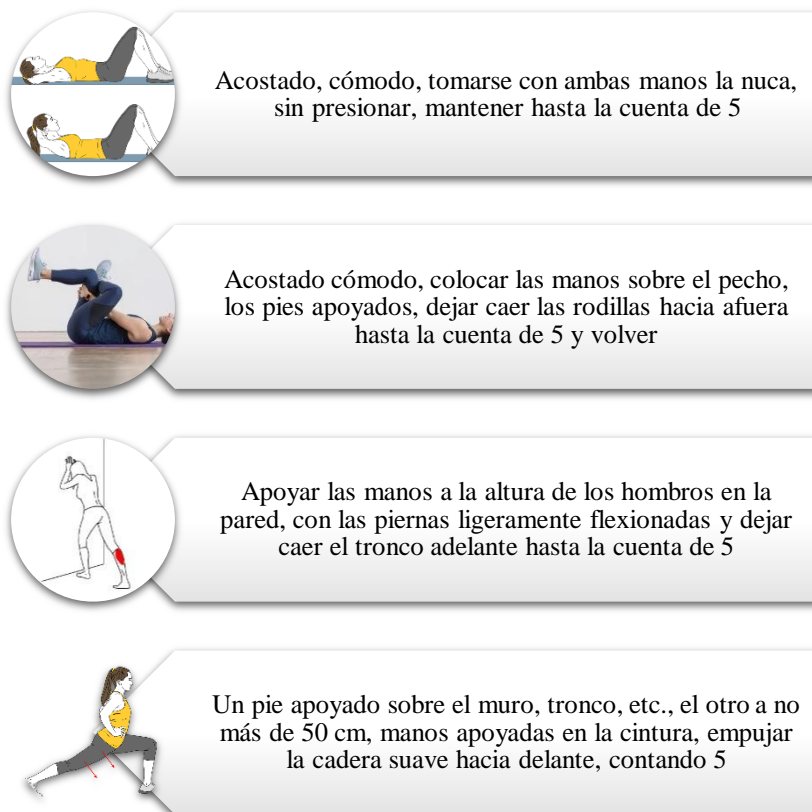 Acostado, cómodo, tomarse con ambas manos la nuca,
sin presionar, mantener hasta la cuenta de 5
Acostado cómodo, colocar las manos sobre el pecho,
los pies apoyados, dejar caer las rodillas hacia afuera
hasta la cuenta de 5 y volver
Apoyar las manos a la altura de los hombros en la
pared, con las piernas ligeramente flexionadas y dejar
caer el tronco adelante hasta la cuenta de 5
Un pie apoyado sobre el muro, tronco, etc., el otro a no
más de 50 cm, manos apoyadas en la cintura, empujar
la cadera suave hacia delante, contando 5